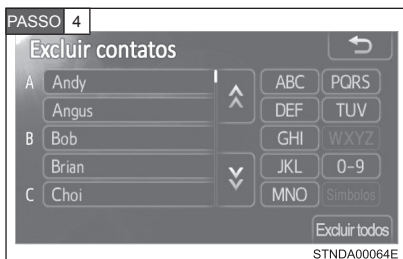 PASSO 4
Excluir contatos
A Andy ABC PQRS
Angus DEF TUV
B Bob GHI WXYZ
Brian JKL 0-9
C Choi MNO Símbolos
Excluir todos
STNDA00064E